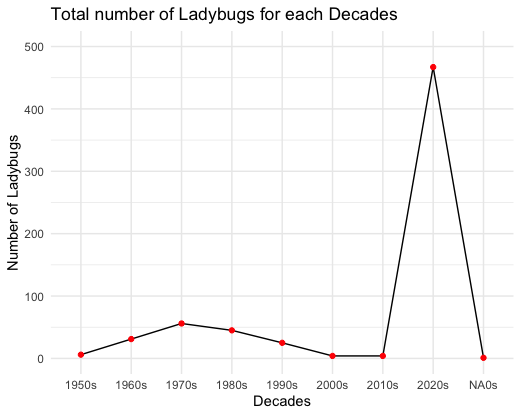 Total number of Ladybugs for each Decades
500
400
300
200
100
0
Number of Ladybugs
1950s 1960s 1970s 1980s 1990s 2000s 2010s 2020s NA0s
Decades